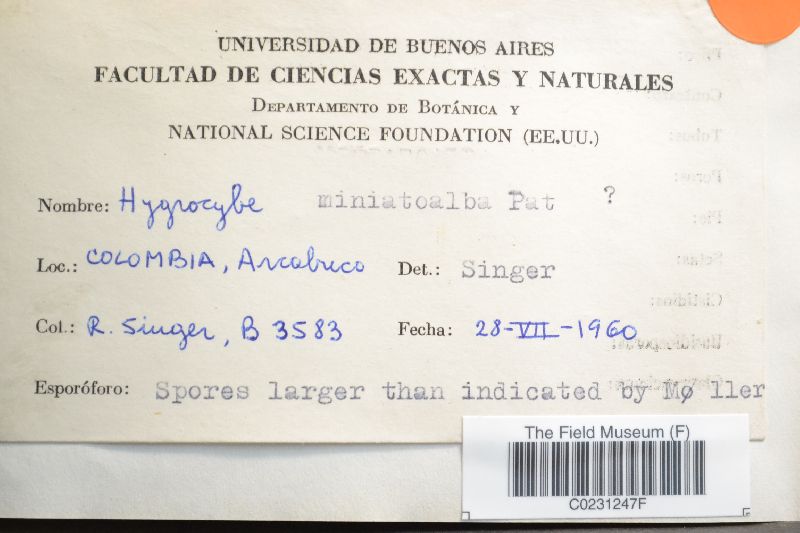 UNIVERSIDAD DE BUENOS AIRES
FACULTAD DE CIENCIAS EXACTAS Y NATURALES
DEPARTAMENTO DE BOTÁNICA Y
NATIONAL SCIENCE FOUNDATION (EE.UU.)
Nombre: Hygrocybe miniatoalba Pat ?
Loc.: COLOMBIA, Arcabuco Det.: Singer
Col.: R. Singer, B 3583 Fecha: 28-VII-1960
Esporóforo: Spores larger than indicated by Mø ller
The Field Museum (F)
C0231247F